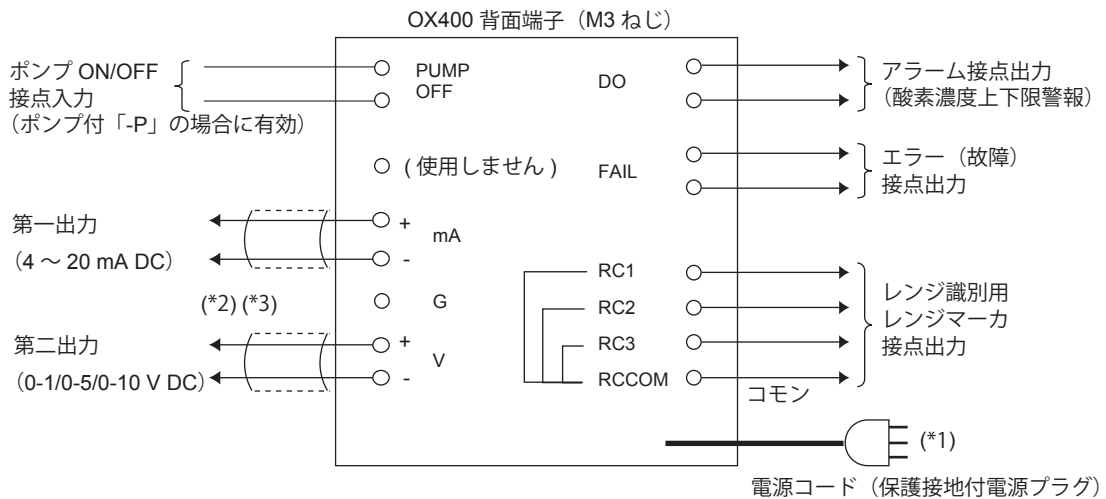 OX400 背面端子（M3 ねじ）
ポンプ ON/OFF
接点入力
（ポンプ付「-P」の場合に有効）
PUMP
OFF
( 使用しません )
第一出力
（4 ～ 20 mA DC）
+
mA
-
(*2) (*3)
G
第二出力
（0-1/0-5/0-10 V DC）
+
V
-
DO
アラーム接点出力
（酸素濃度上下限警報）
FAIL
エラー（故障）
接点出力
RC1
RC2
RC3
RCCOM
レンジ識別用
レンジマーカ
接点出力
コモン
(*1)
電源コード（保護接地付電源プラグ）